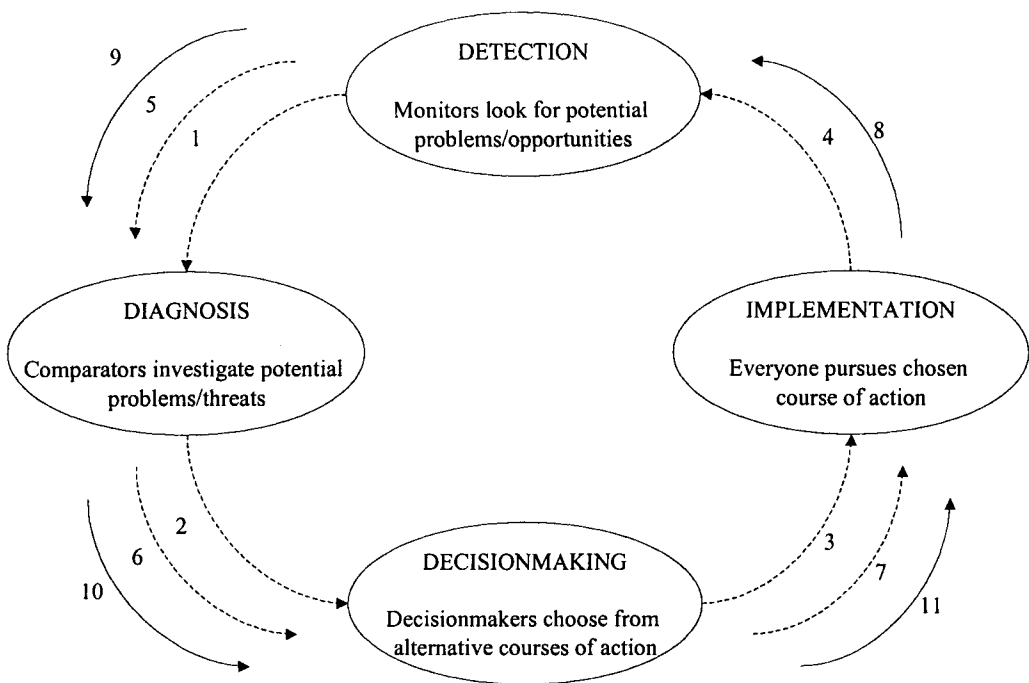 DETECTION
Monitors look for potential
problems/opportunities
9
5
1
4
8
DIAGNOSIS
Comparators investigate potential
problems/threats
IMPLEMENTATION
Everyone pursues chosen
course of action
2
6
10
DECISIONMAKING
Decisionmakers choose from
alternative courses of action
3
7
11